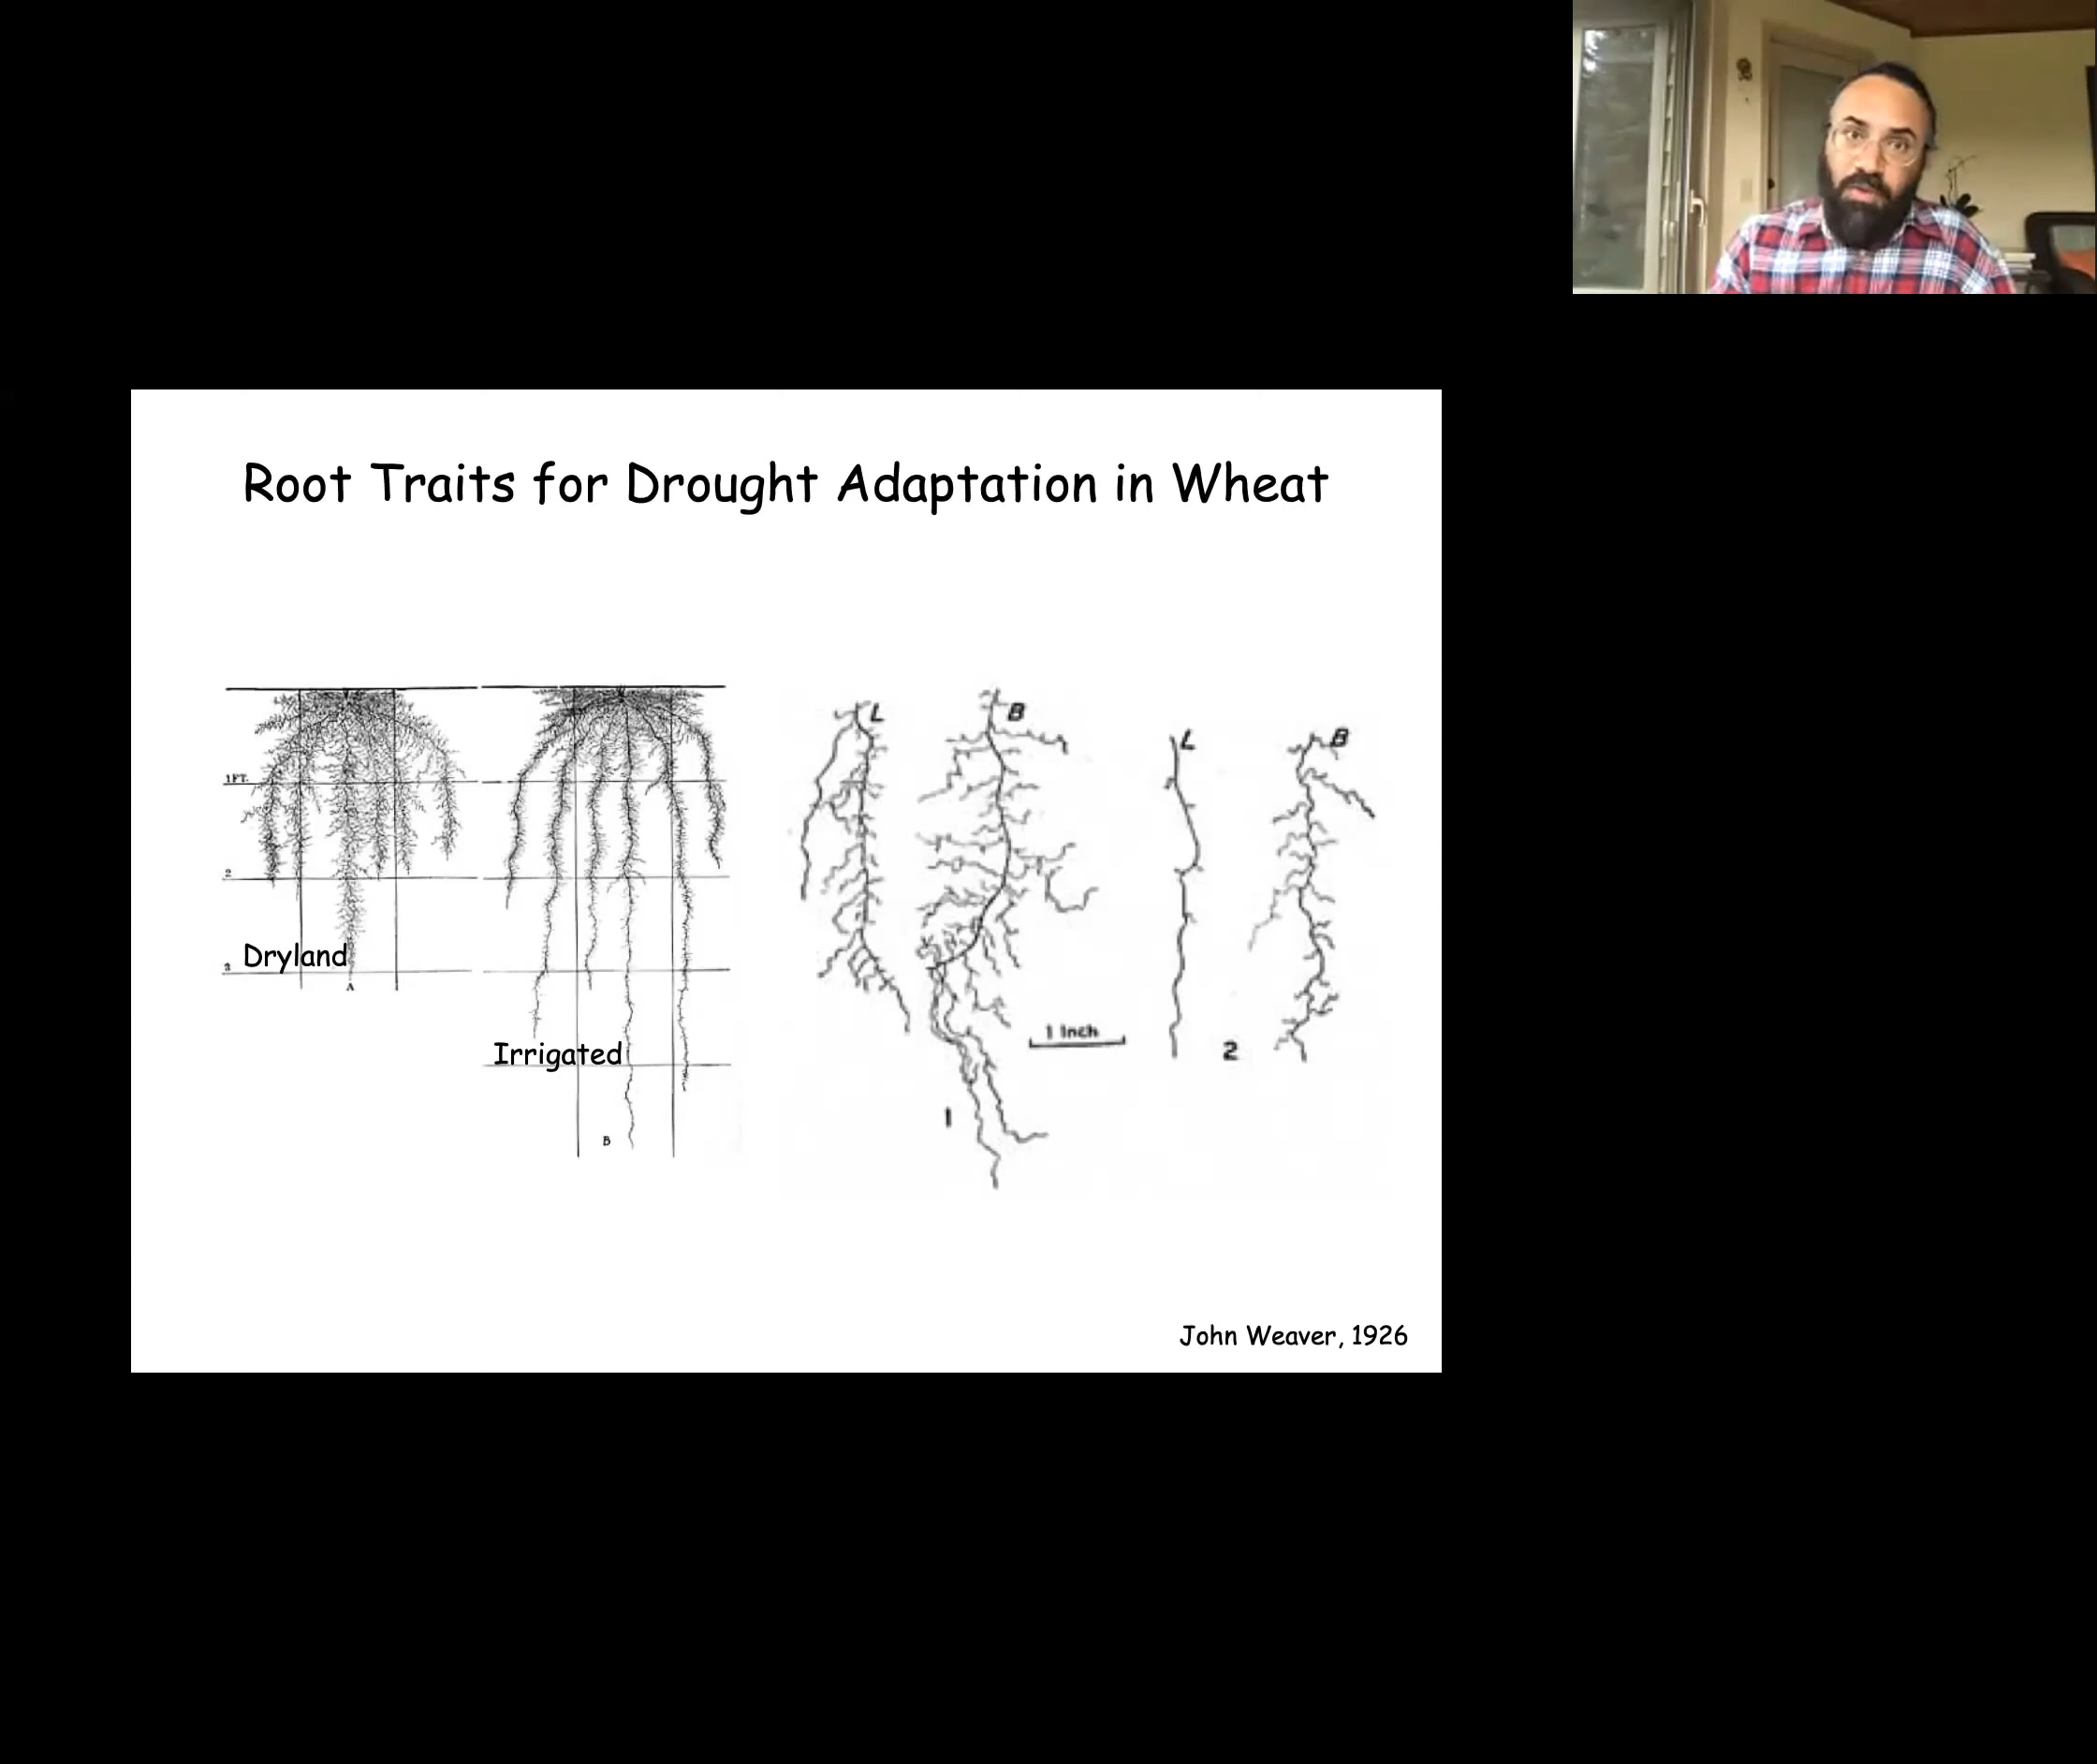 Root Traits for Drought Adaptation in Wheat
L
B
L
B
1 FT.
2
3
Dryland
A
Irrigated
B
1 Inch
2
1
John Weaver, 1926